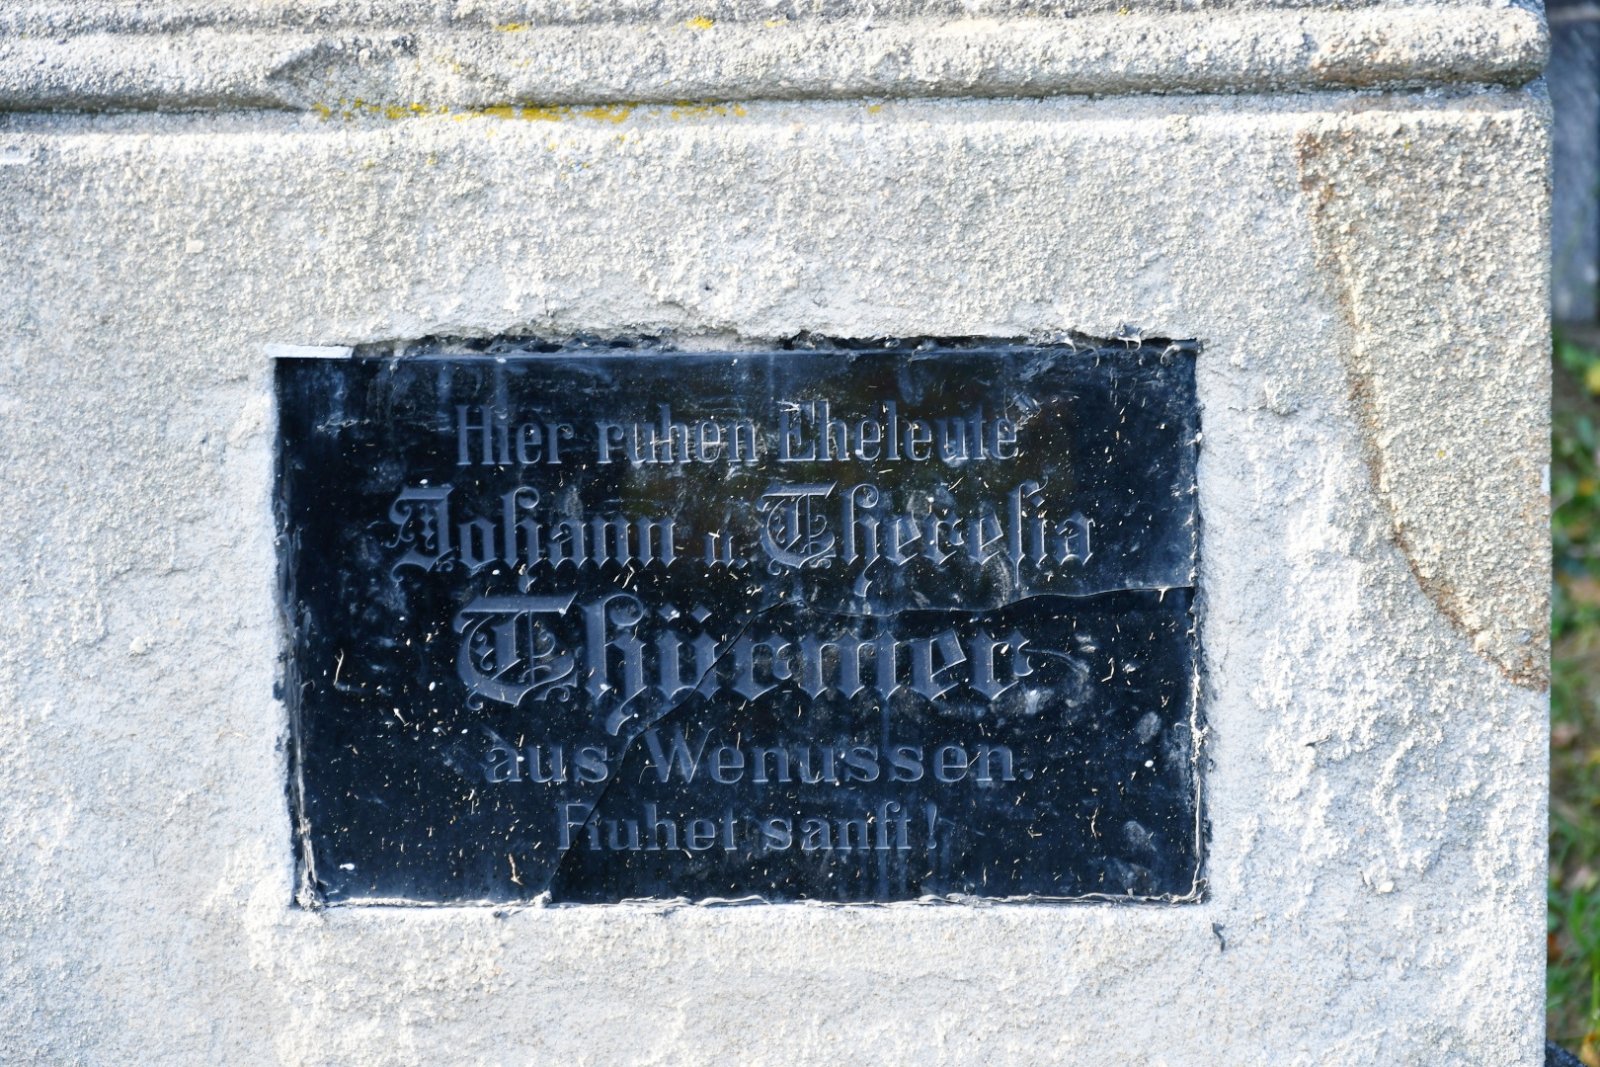 Hier ruhen Eheleute
Johann u. Theresia
Thürmer
aus Wenussen.
Ruhet sanft!